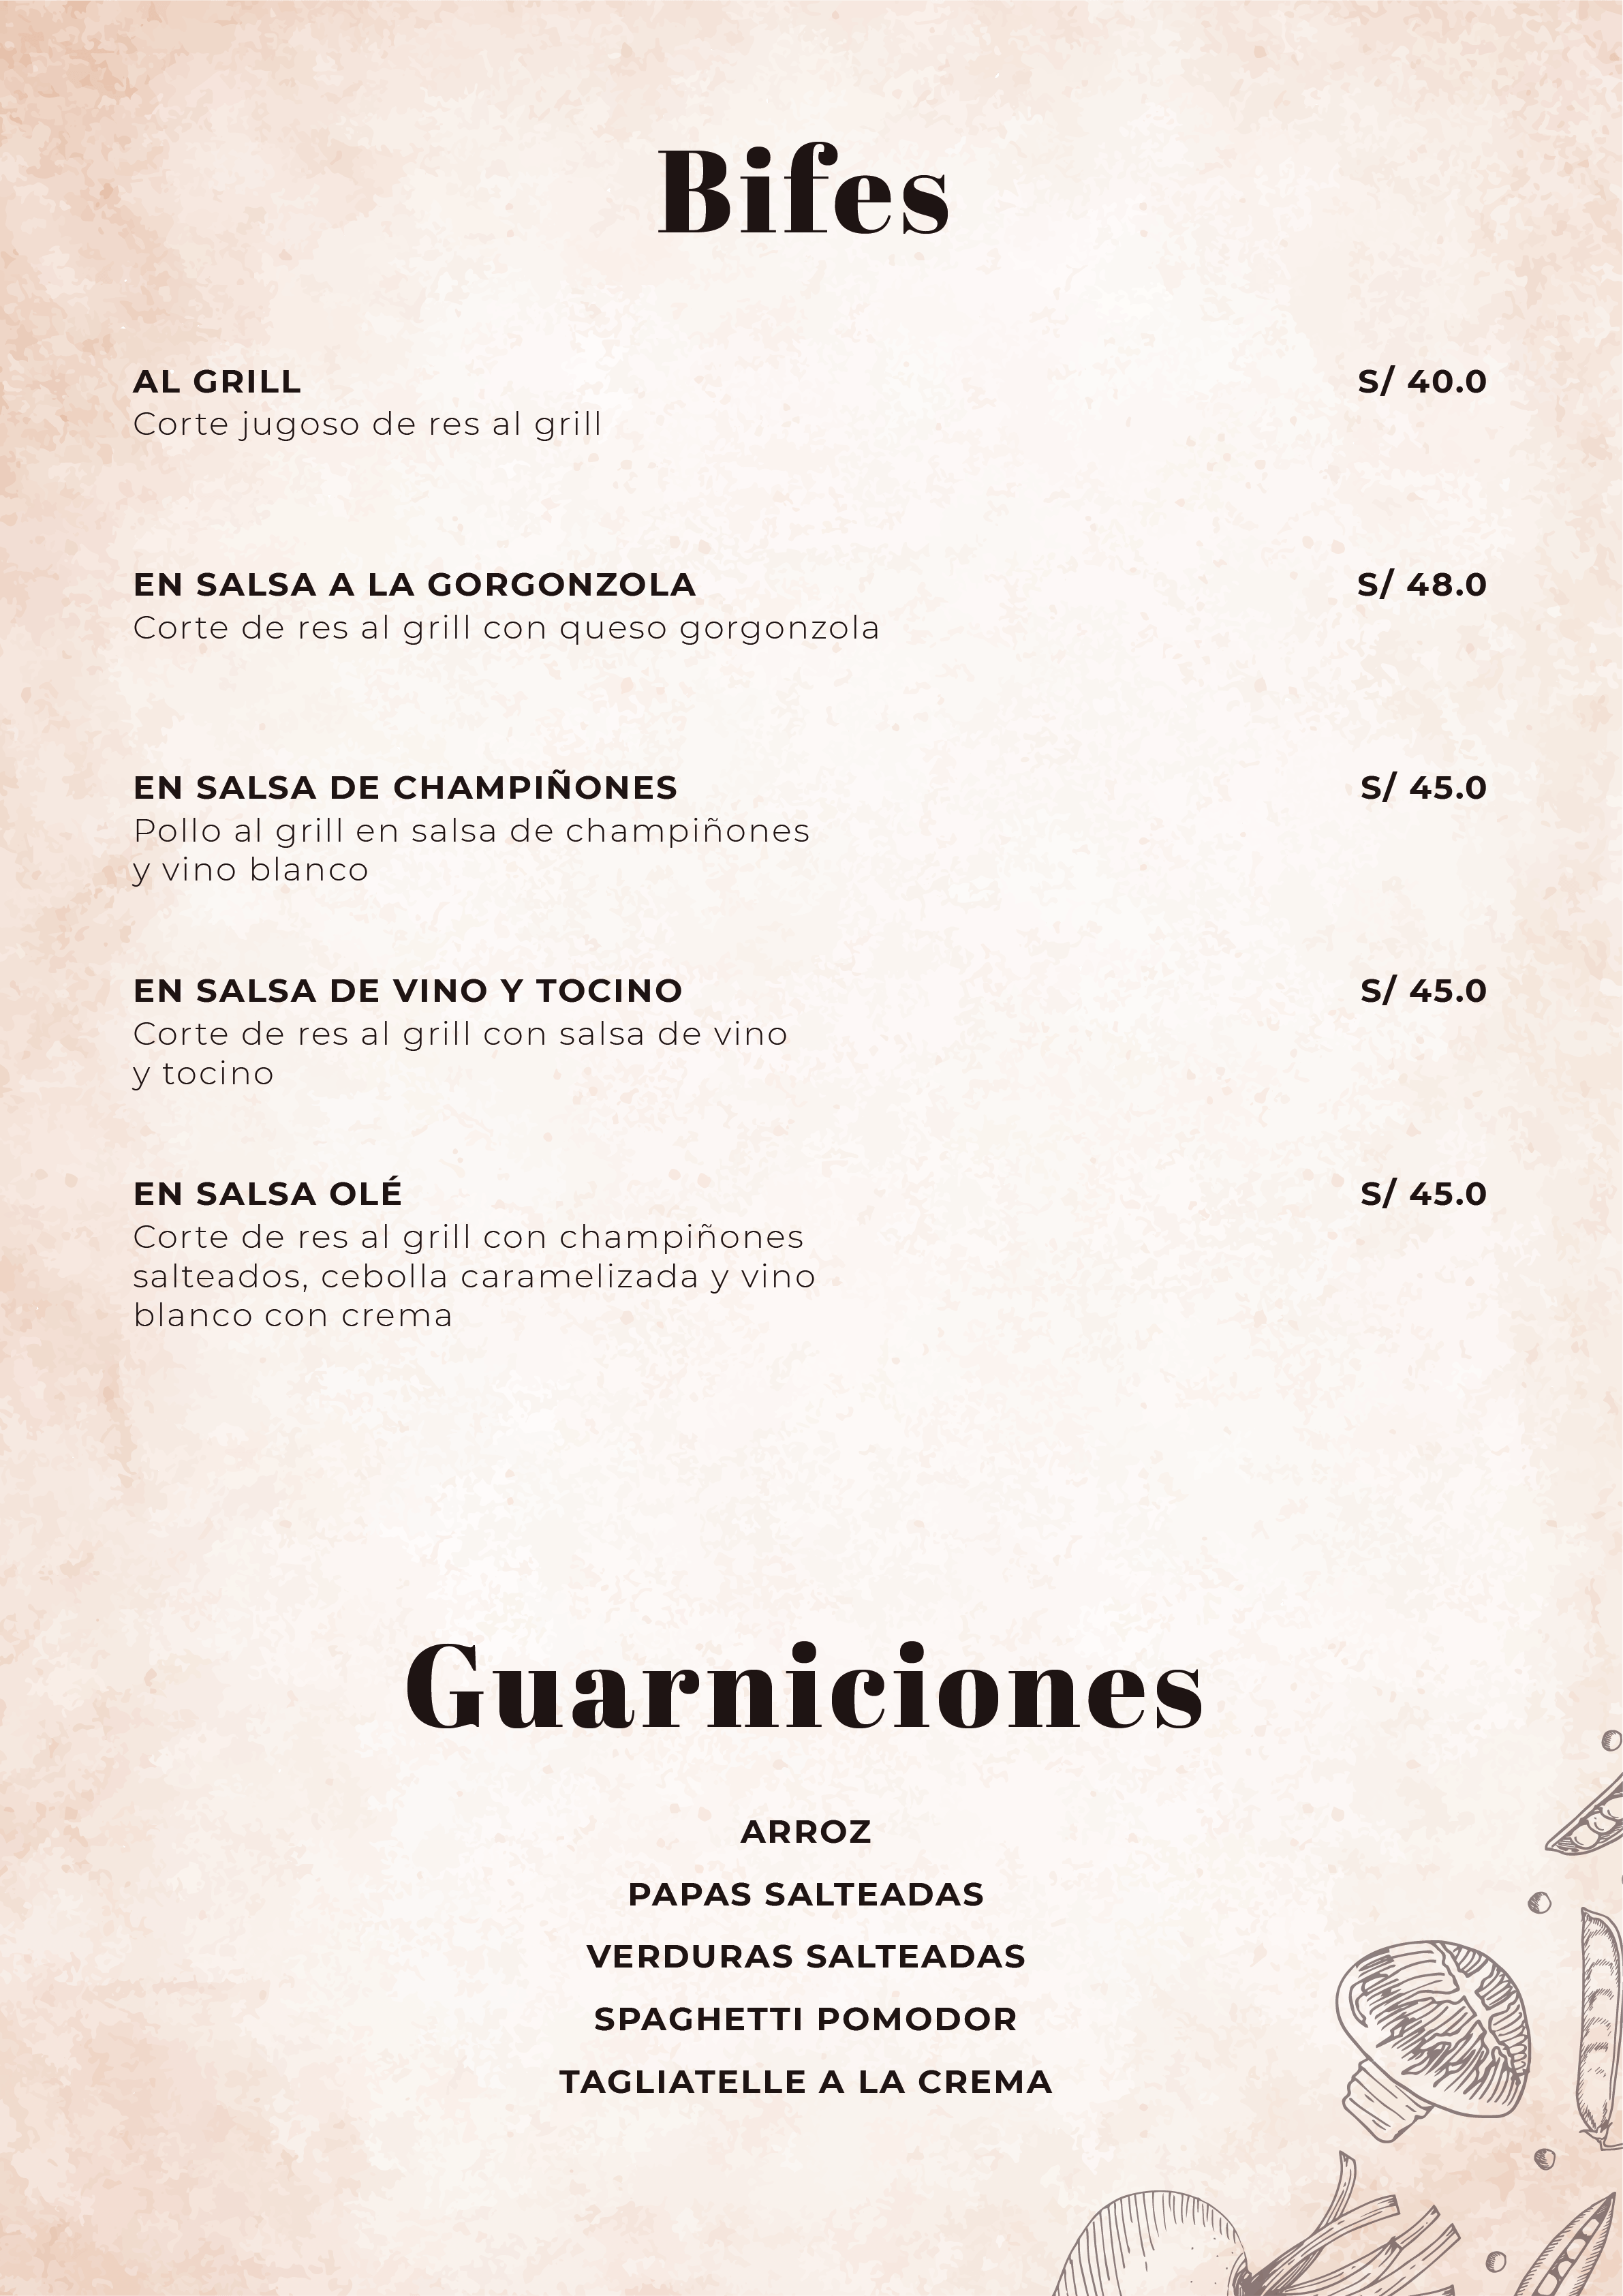 Bifes
AL GRILL S/ 40.0
Corte jugoso de res al grill
EN SALSA A LA GORGONZOLA S/ 48.0
Corte de res al grill con queso gorgonzola
EN SALSA DE CHAMPIÑONES S/ 45.0
Pollo al grill en salsa de champiñones
y vino blanco
EN SALSA DE VINO Y TOCINO S/ 45.0
Corte de res al grill con salsa de vino
y tocino
EN SALSA OLÉ S/ 45.0
Corte de res al grill con champiñones
salteados, cebolla caramelizada y vino
blanco con crema
Guarniciones
ARROZ
PAPAS SALTEADAS
VERDURAS SALTEADAS
SPAGHETTI POMODOR
TAGLIATELLE A LA CREMA